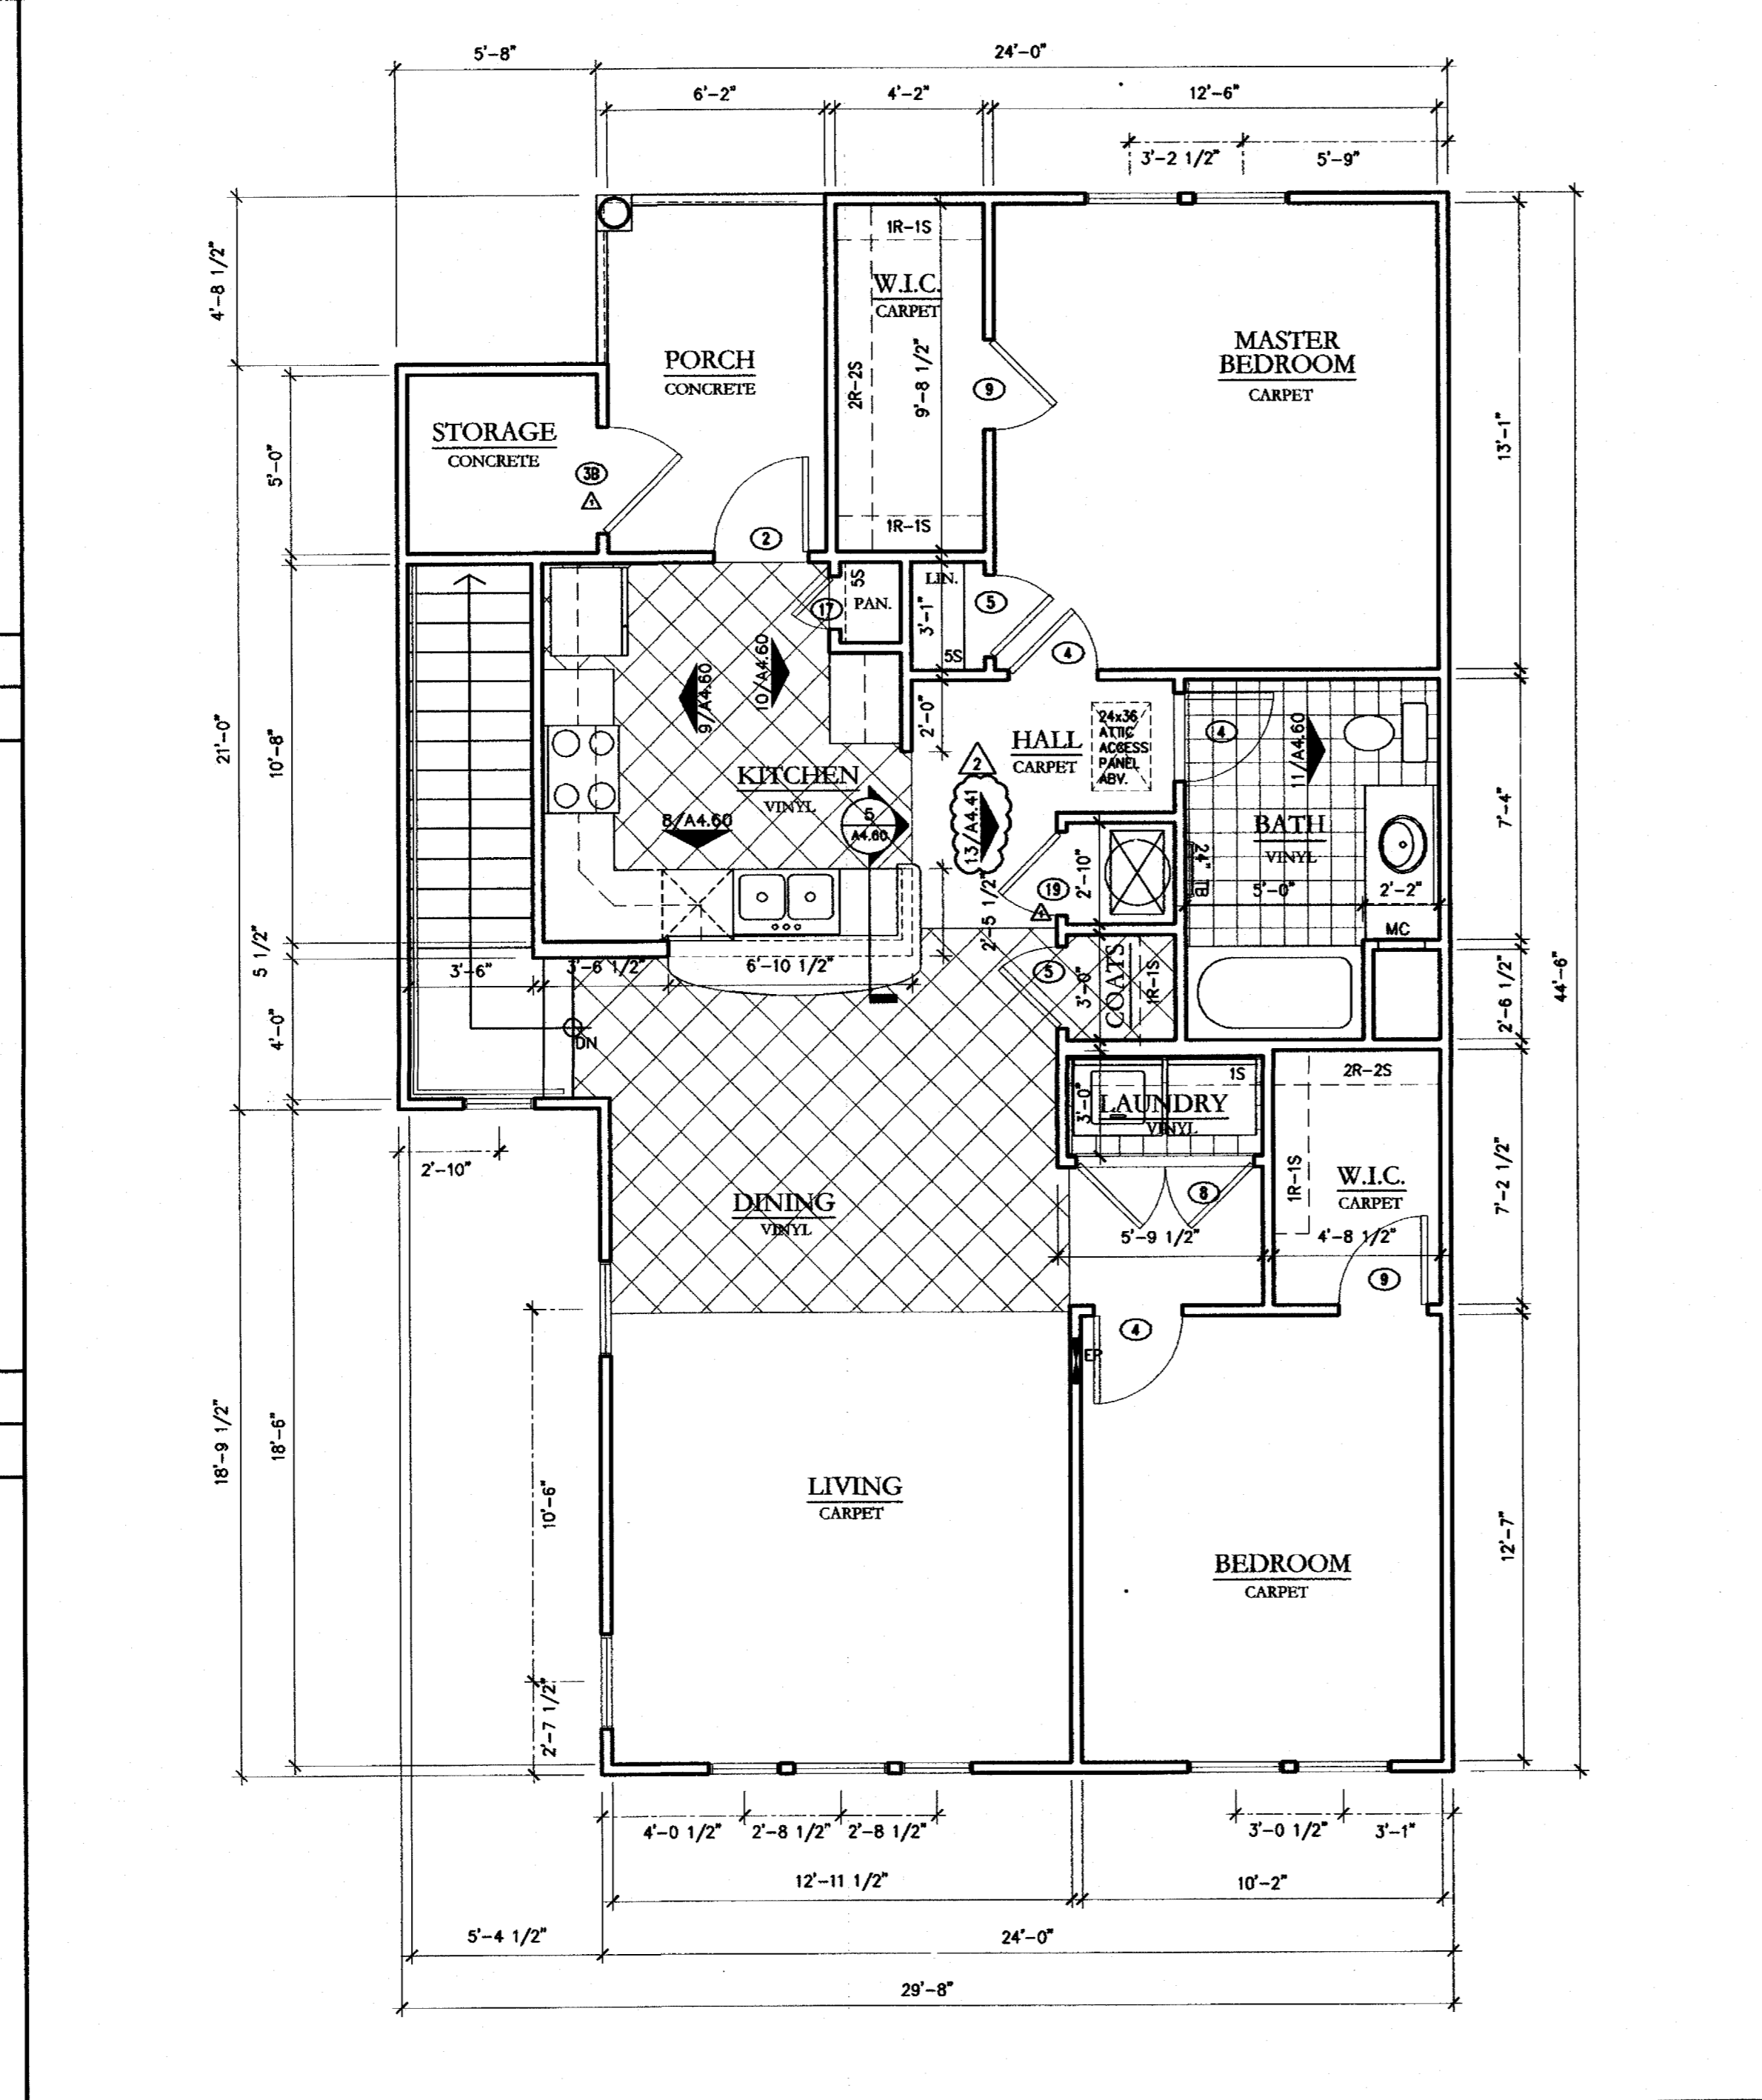 5'-8"
24'-0"
6'-2"
4'-2"
12'-6"
3'-2 1/2"
5'-9"
1R-1S
W.I.C.
CARPET
2R-2S
9'-8 1/2"
1R-1S
9
MASTER
BEDROOM
CARPET
PORCH
CONCRETE
STORAGE
CONCRETE
3B
1
2
4'-8 1/2"
5'-0"
21'-0"
10'-8"
5 1/2"
4'-0"
13'-1"
7'-4"
44'-6"
2'-6 1/2"
7'-2 1/2"
12'-7"
17
5S
PAN.
LIN.
3'-1"
5S
5
4
9/A4.60
10/A4.60
2'-0"
HALL
CARPET
24x36
ATTIC
ACCESS
PANEL
ABV.
4
11/A4.60
KITCHEN
VINYL
8/A4.60
5
A4.60
2
13/A4.41
BATH
VINYL
24" TB
5'-0"
2'-2"
MC
19
1
2'-10"
2'-5 1/2"
3'-6"
3'-6 1/2"
6'-10 1/2"
5
3'-0"
COATS
1R-1S
DN
2'-10"
1S
3'-0"
LAUNDRY
VINYL
2R-2S
1R-1S
W.I.C.
CARPET
8
5'-9 1/2"
4'-8 1/2"
9
DINING
VINYL
4
EP
18'-9 1/2"
18'-6"
10'-6"
2'-7 1/2"
LIVING
CARPET
BEDROOM
CARPET
4'-0 1/2"
2'-8 1/2"
2'-8 1/2"
3'-0 1/2"
3'-1"
12'-11 1/2"
10'-2"
5'-4 1/2"
24'-0"
29'-8"